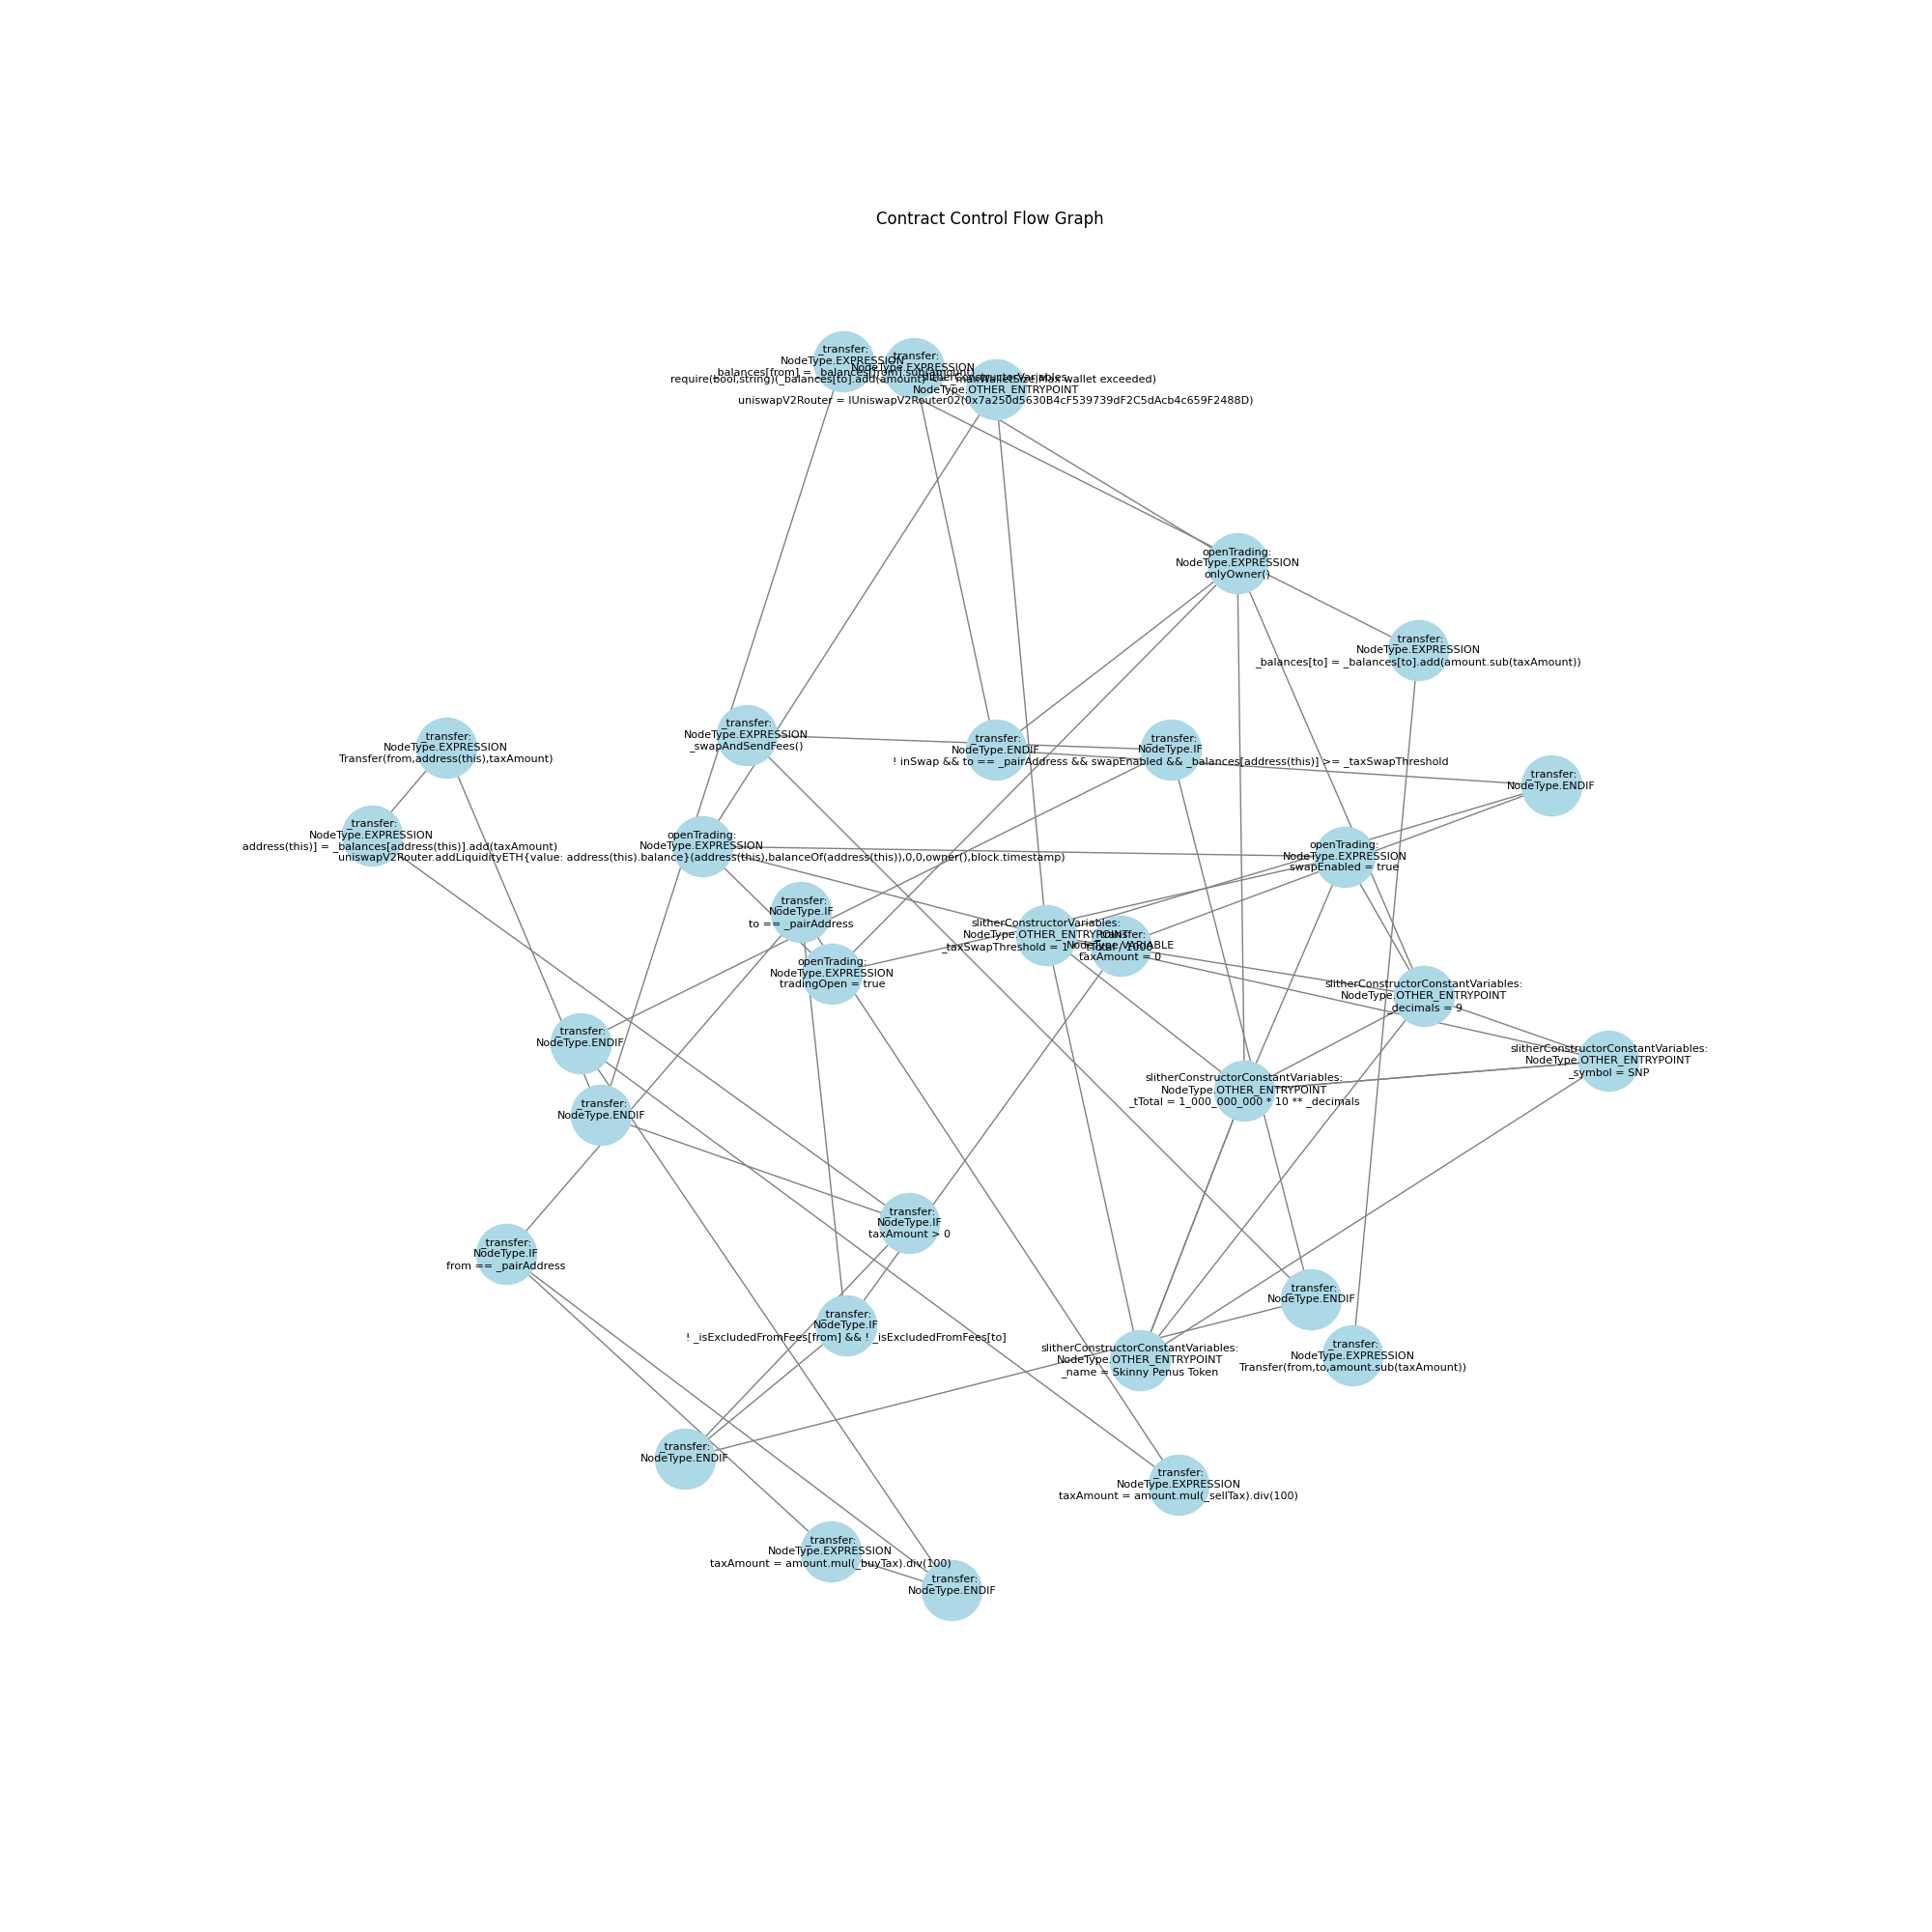 Contract Control Flow Graph
_transfer:
NodeType.EXPRESSION
_balances[from] = _balances[from].sub(amount)
_transfer:
NodeType.EXPRESSION
require(bool,string)(_balances[to].add(amount) <= _maxWalletSize,Max wallet exceeded)
slitherConstructorVariables:
NodeType.OTHER_ENTRYPOINT
uniswapV2Router = IUniswapV2Router02(0x7a250d5630B4cF539739dF2C5dAcb4c659F2488D)
openTrading:
NodeType.EXPRESSION
onlyOwner()
_transfer:
NodeType.EXPRESSION
_balances[to] = _balances[to].add(amount.sub(taxAmount))
_transfer:
NodeType.EXPRESSION
_swapAndSendFees()
_transfer:
NodeType.EXPRESSION
Transfer(from,address(this),taxAmount)
_transfer:
NodeType.ENDIF
_transfer:
NodeType.IF
! inSwap && to == _pairAddress && swapEnabled && _balances[address(this)] >= _taxSwapThreshold
_transfer:
NodeType.ENDIF
_transfer:
NodeType.EXPRESSION
address(this)] = _balances[address(this)].add(taxAmount)
openTrading:
NodeType.EXPRESSION
uniswapV2Router.addLiquidityETH{value: address(this).balance}(address(this),balanceOf(address(this)),0,0,owner(),block.timestamp)
openTrading:
NodeType.EXPRESSION
swapEnabled = true
_transfer:
NodeType.IF
to == _pairAddress
slitherConstructorVariables:
NodeType.OTHER_ENTRYPOINT
_taxSwapThreshold = 1 * _tTotal / 1000
_transfer:
NodeType.VARIABLE
taxAmount = 0
openTrading:
NodeType.EXPRESSION
tradingOpen = true
slitherConstructorConstantVariables:
NodeType.OTHER_ENTRYPOINT
_decimals = 9
_transfer:
NodeType.ENDIF
slitherConstructorConstantVariables:
NodeType.OTHER_ENTRYPOINT
_symbol = SNP
slitherConstructorConstantVariables:
NodeType.OTHER_ENTRYPOINT
_tTotal = 1_000_000_000 * 10 ** _decimals
_transfer:
NodeType.ENDIF
_transfer:
NodeType.IF
taxAmount > 0
_transfer:
NodeType.IF
from == _pairAddress
_transfer:
NodeType.ENDIF
_transfer:
NodeType.IF
! _isExcludedFromFees[from] && ! _isExcludedFromFees[to]
slitherConstructorConstantVariables:
NodeType.OTHER_ENTRYPOINT
_name = Skinny Penus Token
_transfer:
NodeType.EXPRESSION
Transfer(from,to,amount.sub(taxAmount))
_transfer:
NodeType.ENDIF
_transfer:
NodeType.EXPRESSION
taxAmount = amount.mul(_sellTax).div(100)
_transfer:
NodeType.EXPRESSION
taxAmount = amount.mul(_buyTax).div(100)
_transfer:
NodeType.ENDIF